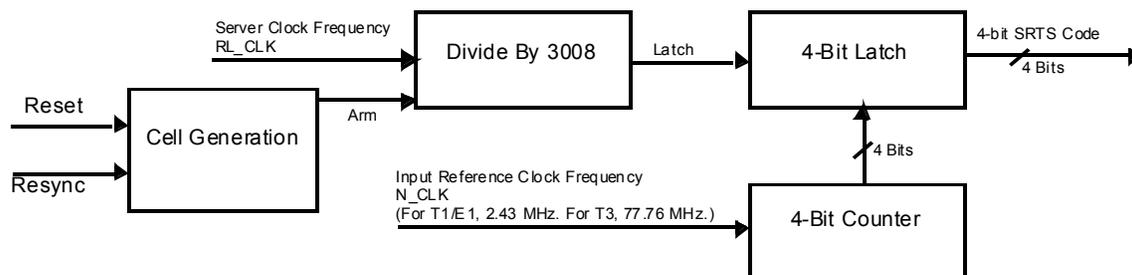 Server Clock Frequency
RL_CLK
Divide By 3008
Latch
4-Bit Latch
4-bit SRTS Code
4 Bits
Reset
Resync
Cell Generation
Arm
4 Bits
Input Reference Clock Frequency
N_CLK
(For T1/E1, 2.43 MHz. For T3, 77.76 MHz.)
4-Bit Counter